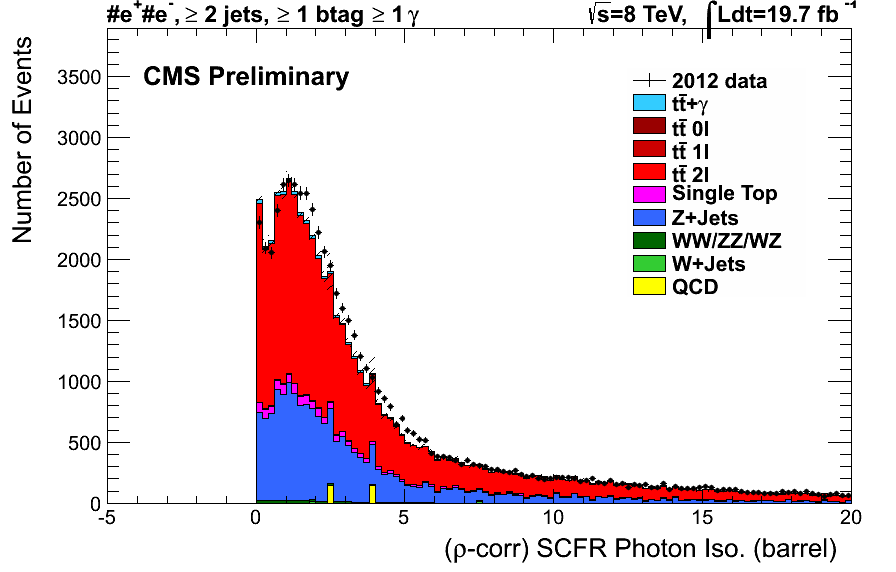 #e⁺#e⁻, ≥ 2 jets, ≥ 1 btag ≥ 1 γ
√s=8 TeV, ∫Ldt=19.7 fb⁻¹
CMS Preliminary
2012 data
tt̄+γ
tt̄ 0l
tt̄ 1l
tt̄ 2l
Single Top
Z+Jets
WW/ZZ/WZ
W+Jets
QCD
Number of Events
3500
3000
2500
2000
1500
1000
500
0
-5 0 5 10 15 20
(ρ-corr) SCFR Photon Iso. (barrel)